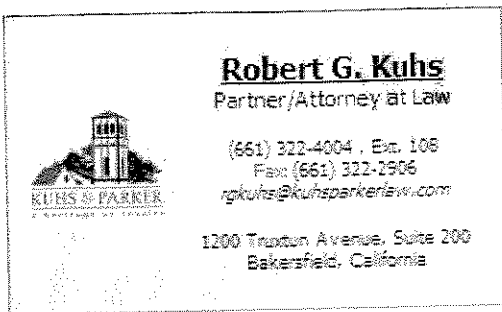 Robert G. Kuhs
Partner/Attorney at Law
(661) 322-4004 , Ext. 108
Fax: (661) 322-2906
rgkuhs@kuhsparkerlaw.com
KUHS & PARKER
1200 Truxtun Avenue, Suite 200
Bakersfield, California